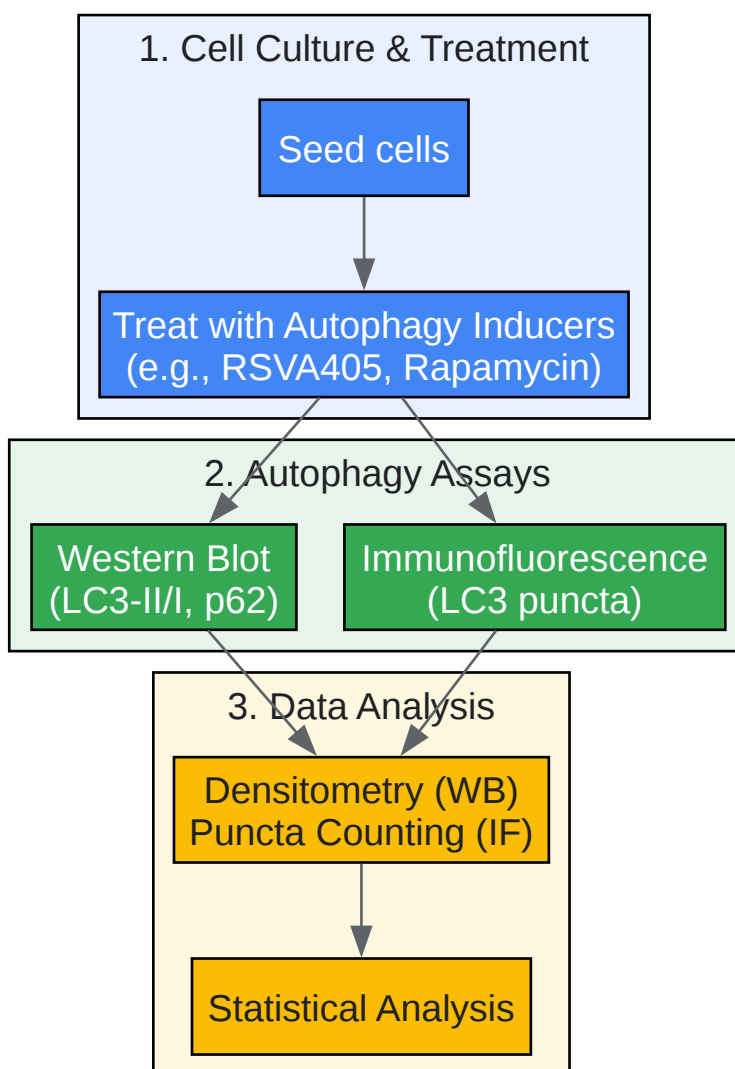 1. Cell Culture & Treatment
Seed cells
Treat with Autophagy Inducers
(e.g., RSVA405, Rapamycin)
2. Autophagy Assays
Western Blot
(LC3-II/I, p62)
Immunofluorescence
(LC3 puncta)
3. Data Analysis
Densitometry (WB)
Puncta Counting (IF)
Statistical Analysis